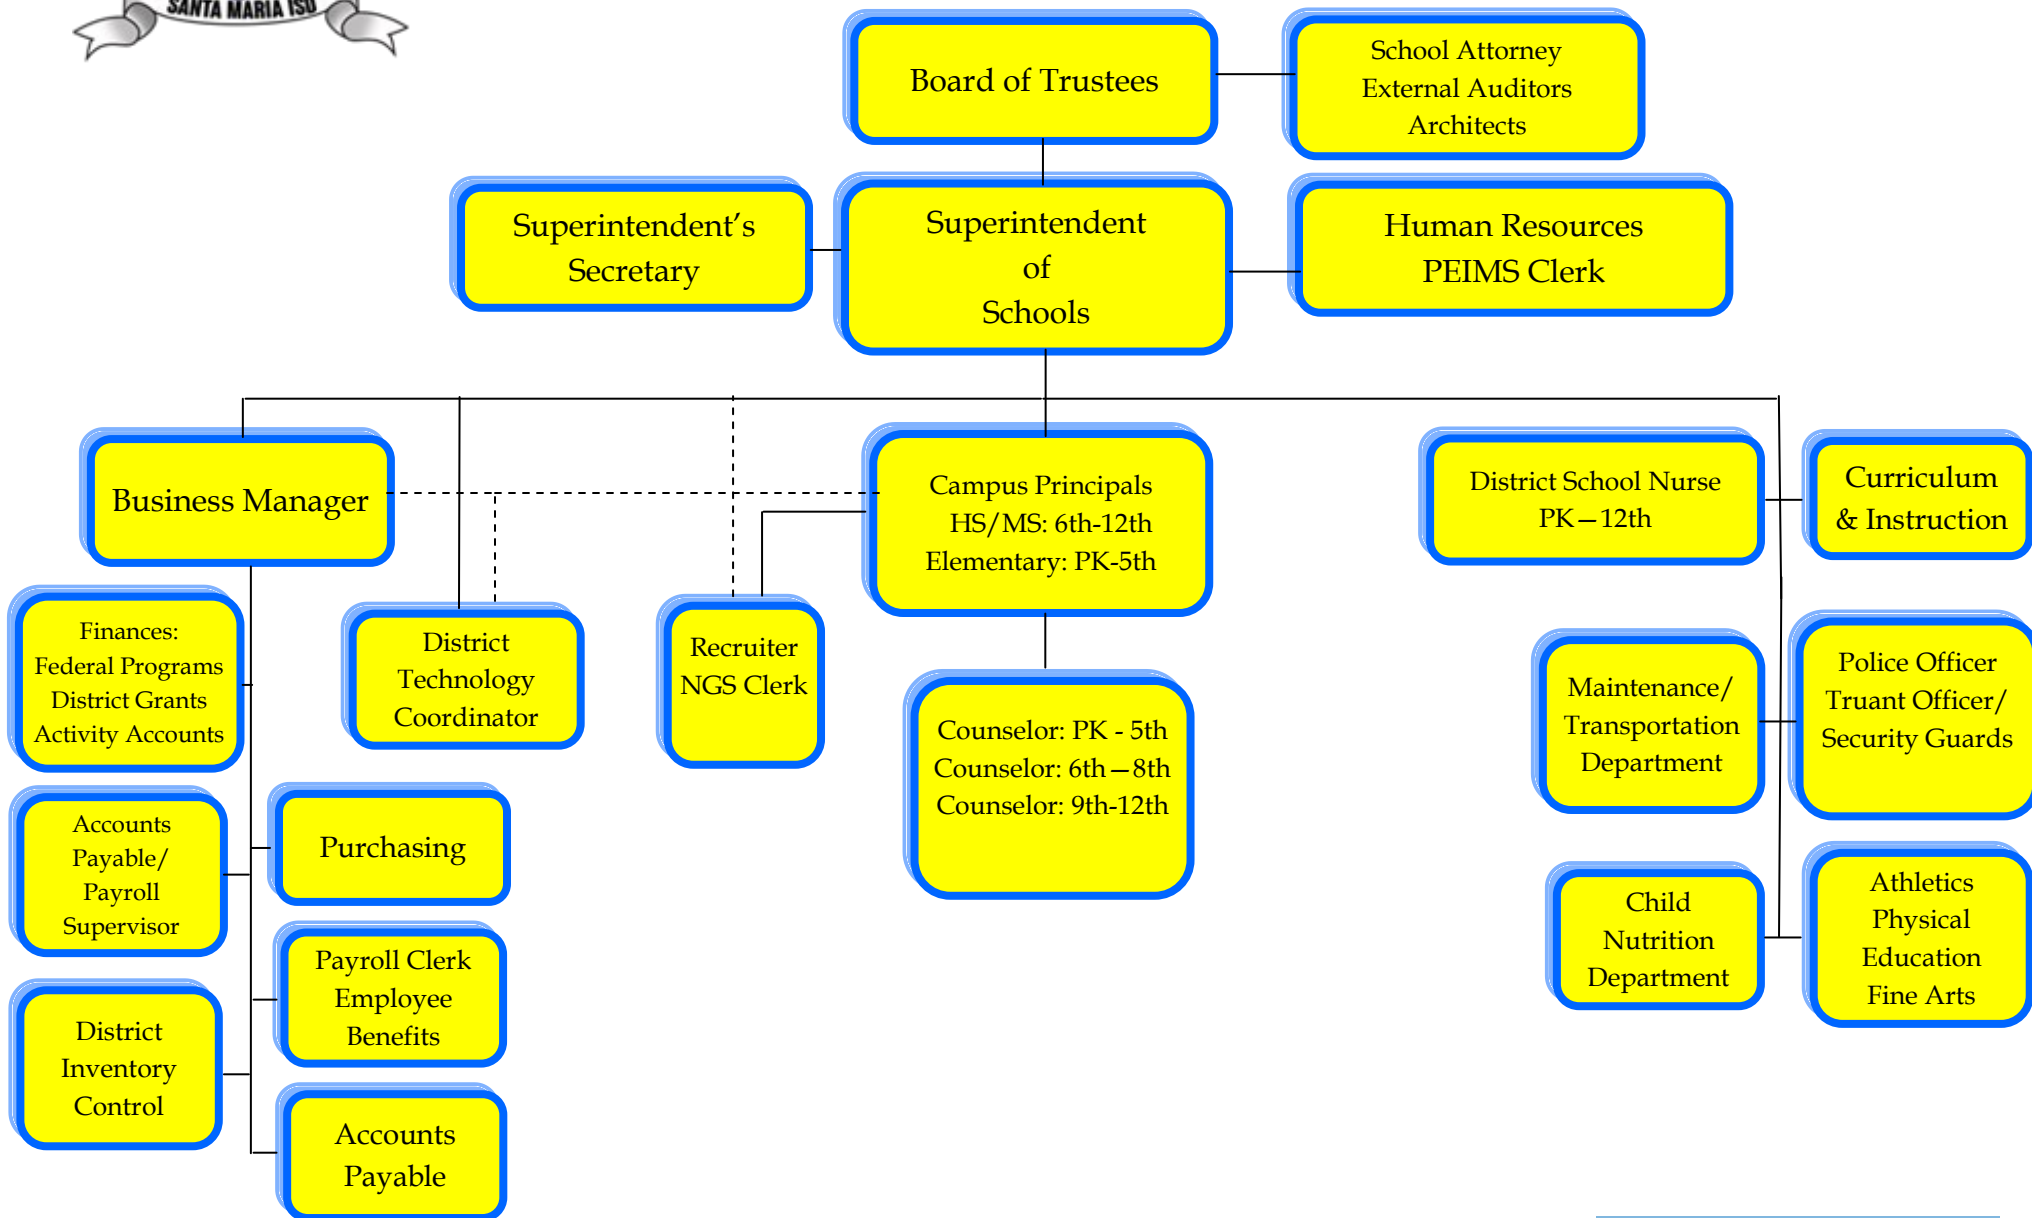 SANTA MARIA ISD
Board of Trustees
School Attorney
External Auditors
Architects
Superintendent’s
Secretary
Superintendent
of
Schools
Human Resources
PEIMS Clerk
Business Manager
Campus Principals
HS/MS: 6th-12th
Elementary: PK-5th
District School Nurse
PK—12th
Curriculum
& Instruction
Finances:
Federal Programs
District Grants
Activity Accounts
District
Technology
Coordinator
Recruiter
NGS Clerk
Counselor: PK - 5th
Counselor: 6th—8th
Counselor: 9th-12th
Maintenance/
Transportation
Department
Police Officer
Truant Officer/
Security Guards
Accounts
Payable/
Payroll
Supervisor
Purchasing
Child
Nutrition
Department
Athletics
Physical
Education
Fine Arts
Payroll Clerk
Employee
Benefits
District
Inventory
Control
Accounts
Payable